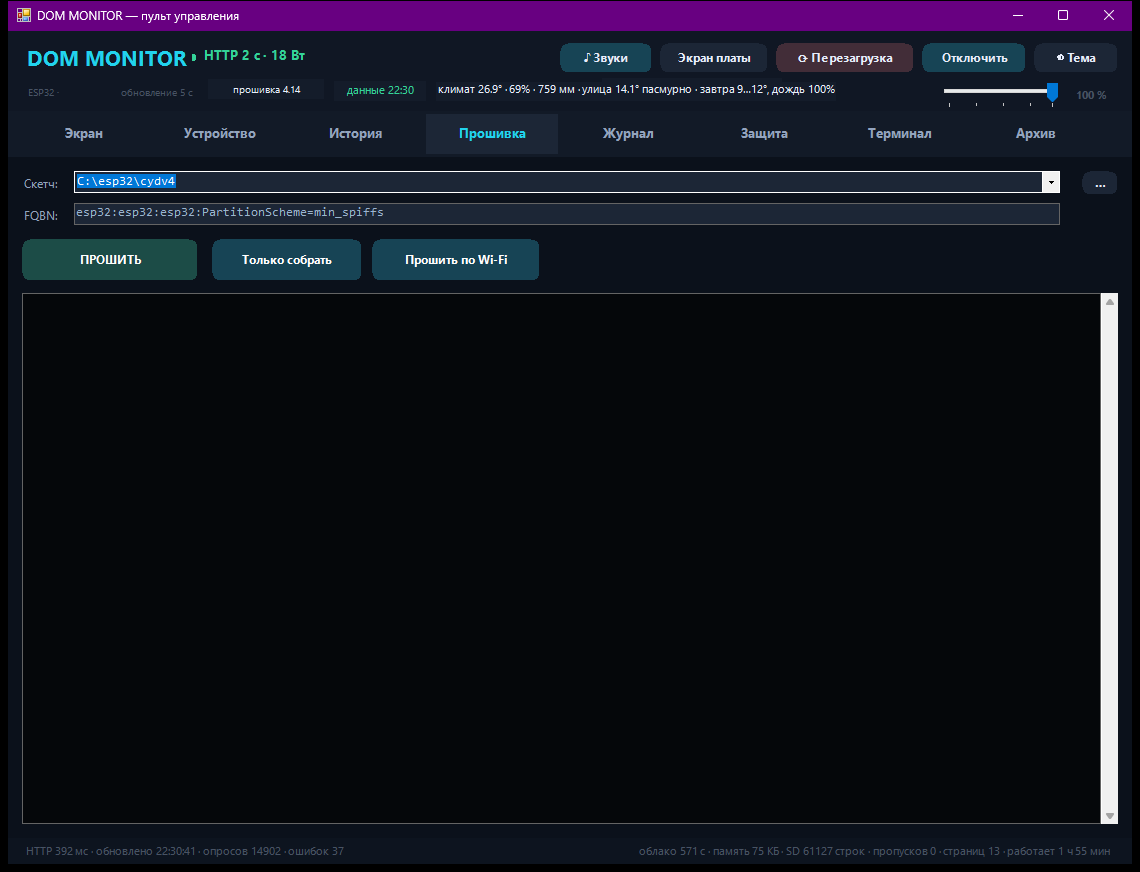 DOM MONITOR — пульт управления
DOM MONITOR HTTP 2 с · 18 Вт ♪ Звуки Экран платы ⟳ Перезагрузка Отключить Тема
ESP32 · обновление 5 с прошивка 4.14 данные 22:30 климат 26.9° · 69% · 759 мм · улица 14.1° пасмурно · завтра 9...12°, дождь 100% 100 %
Экран Устройство История Прошивка Журнал Защита Терминал Архив
Скетч: C:\esp32\cydv4 ...
FQBN: esp32:esp32:esp32:PartitionScheme=min_spiffs
ПРОШИТЬ Только собрать Прошить по Wi-Fi
HTTP 392 мс · обновлено 22:30:41 · опросов 14902 · ошибок 37 облако 571 с · память 75 КБ · SD 61127 строк · пропусков 0 · страниц 13 · работает 1 ч 55 мин